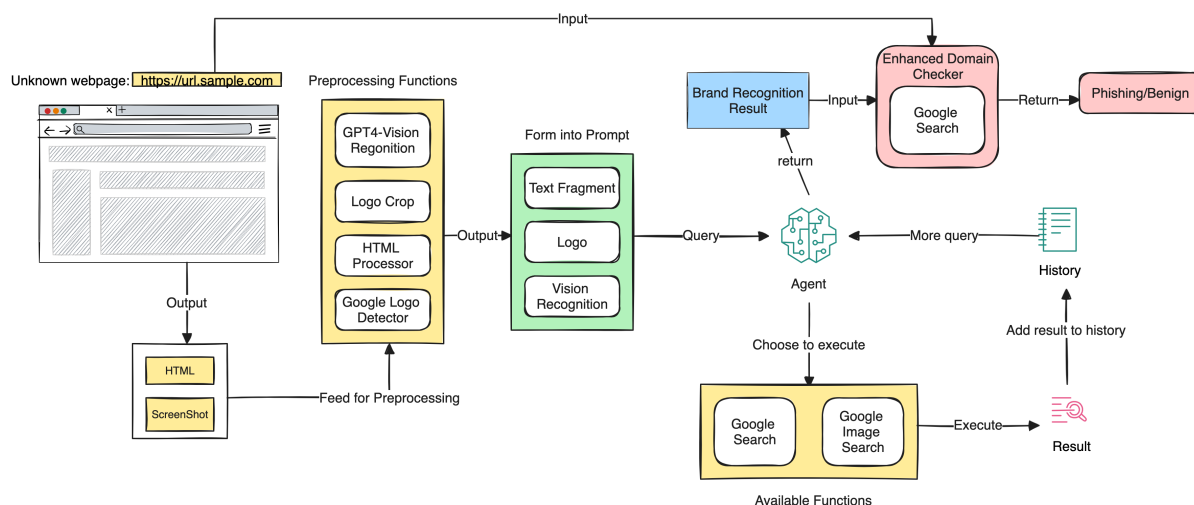 Input
Unknown webpage: https://url.sample.com
Preprocessing Functions
GPT4-Vision
Regonition
Logo Crop
HTML
Processor
Google Logo
Detector
Output
HTML
ScreenShot
Feed for Preprocessing
Output
Form into Prompt
Text Fragment
Logo
Vision
Recognition
Query
Brand Recognition
Result
Input
Enhanced Domain
Checker
Google
Search
Return
Phishing/Benign
return
Agent
More query
History
Choose to execute
Add result to history
Google
Search
Google
Image
Search
Execute
Result
Available Functions